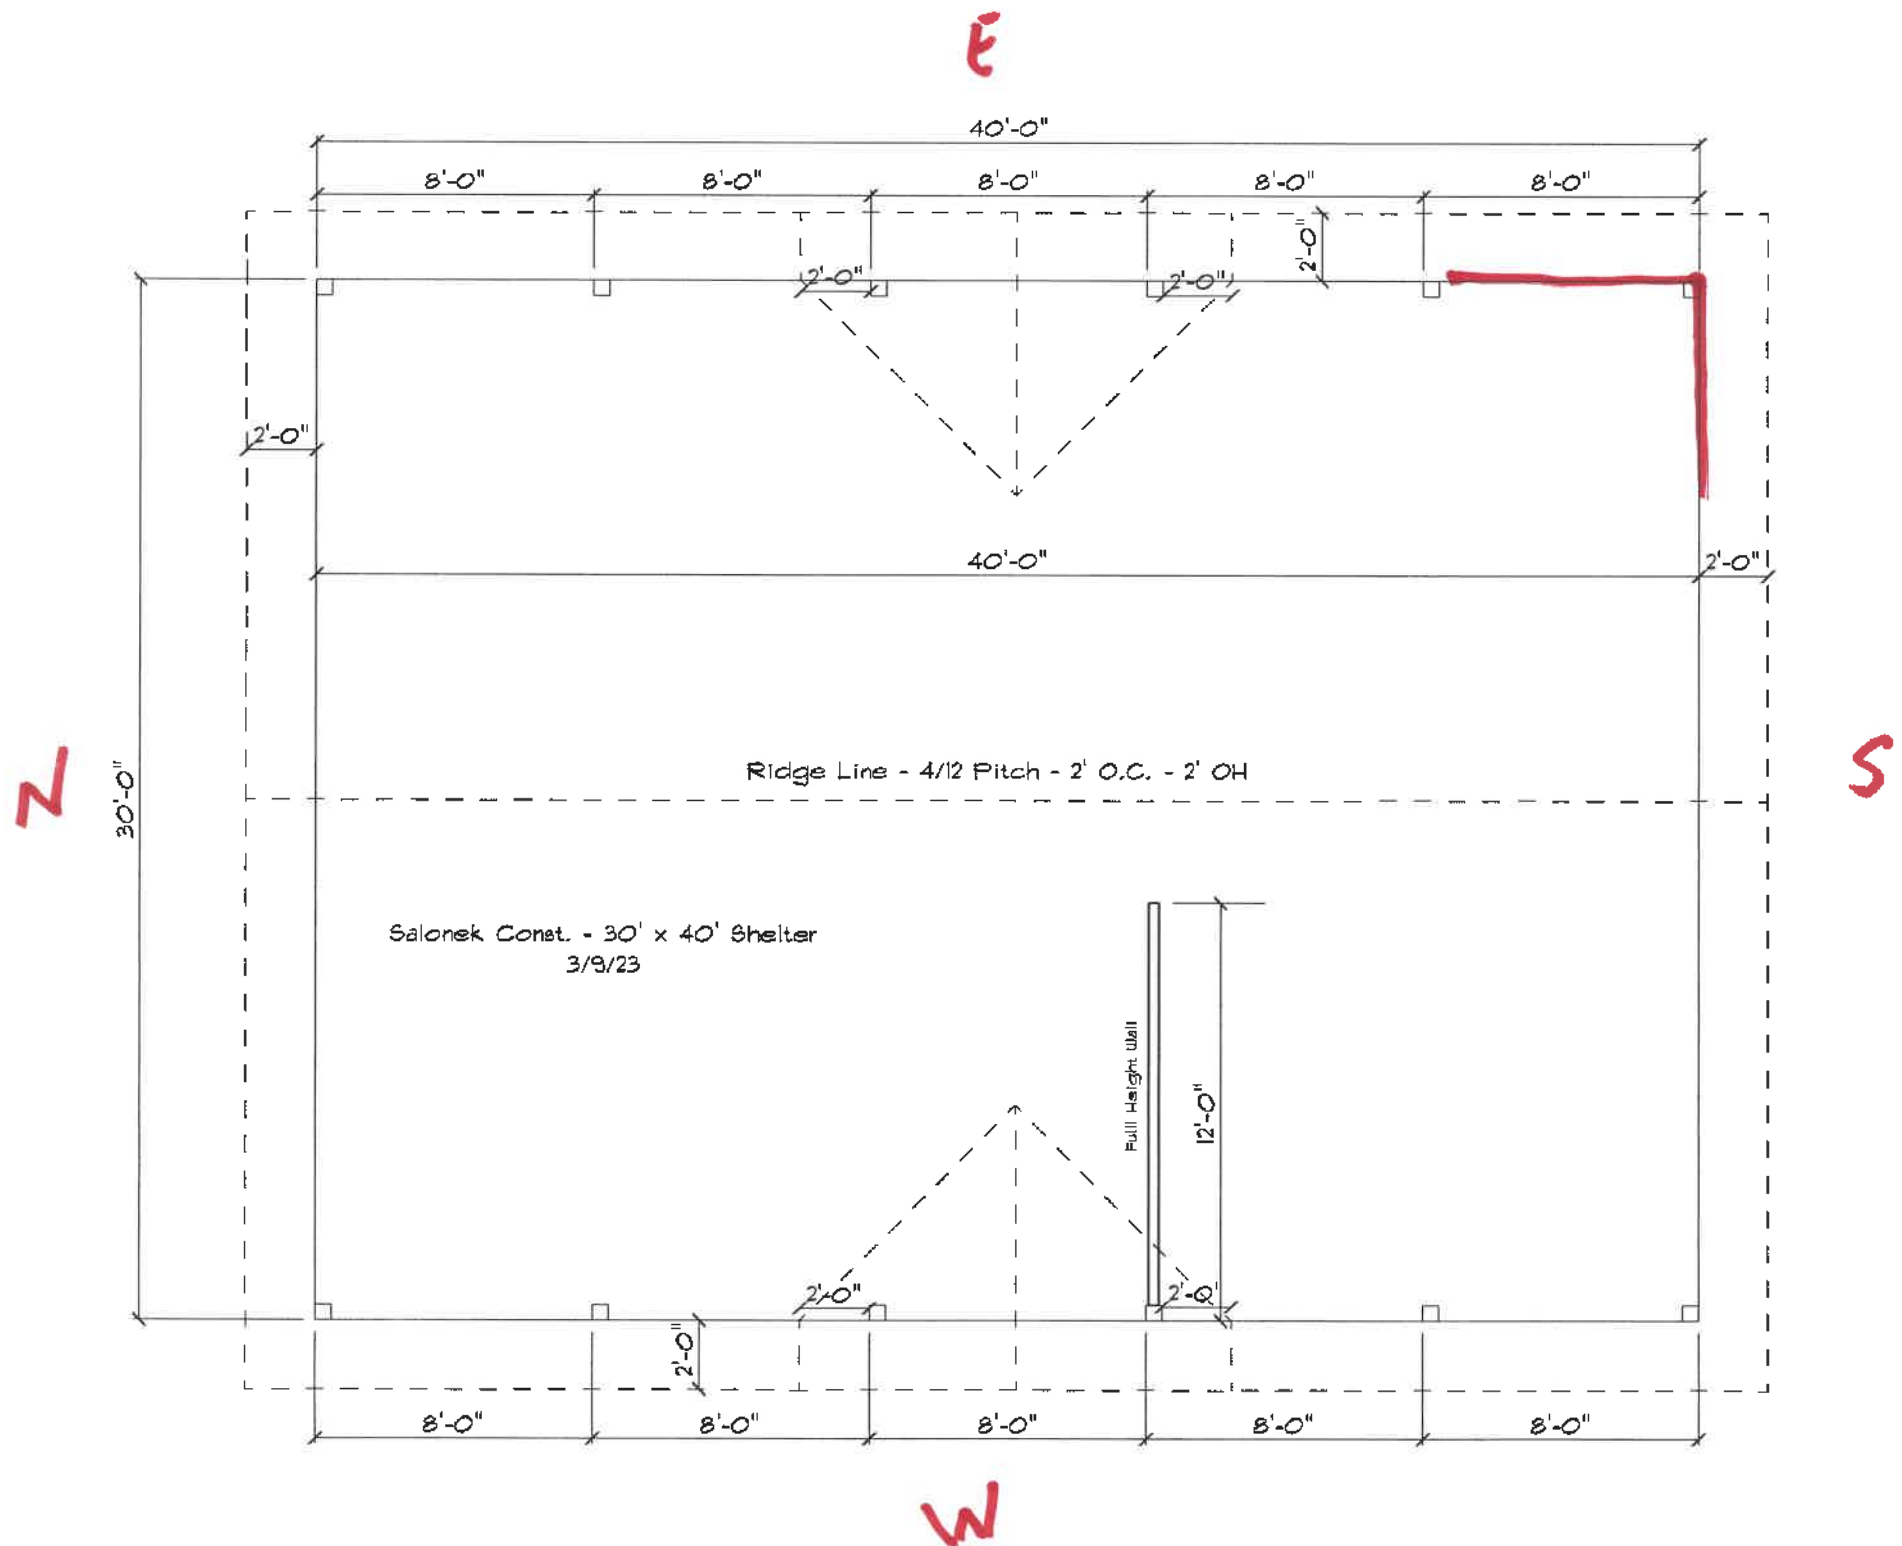 E
40'-0"
8'-0" 8'-0" 8'-0" 8'-0" 8'-0"
2'-0"
2'-0" 2'-0"
2'-0"
40'-0" 2'-0"
Ridge Line - 4/12 Pitch - 2' O.C. - 2' OH
N
S
30'-0"
Salonek Const. - 30' x 40' Shelter
3/9/23
Full Height Wall
12'-0"
2'-0" 2'-0"
2'-0"
8'-0" 8'-0" 8'-0" 8'-0" 8'-0"
W